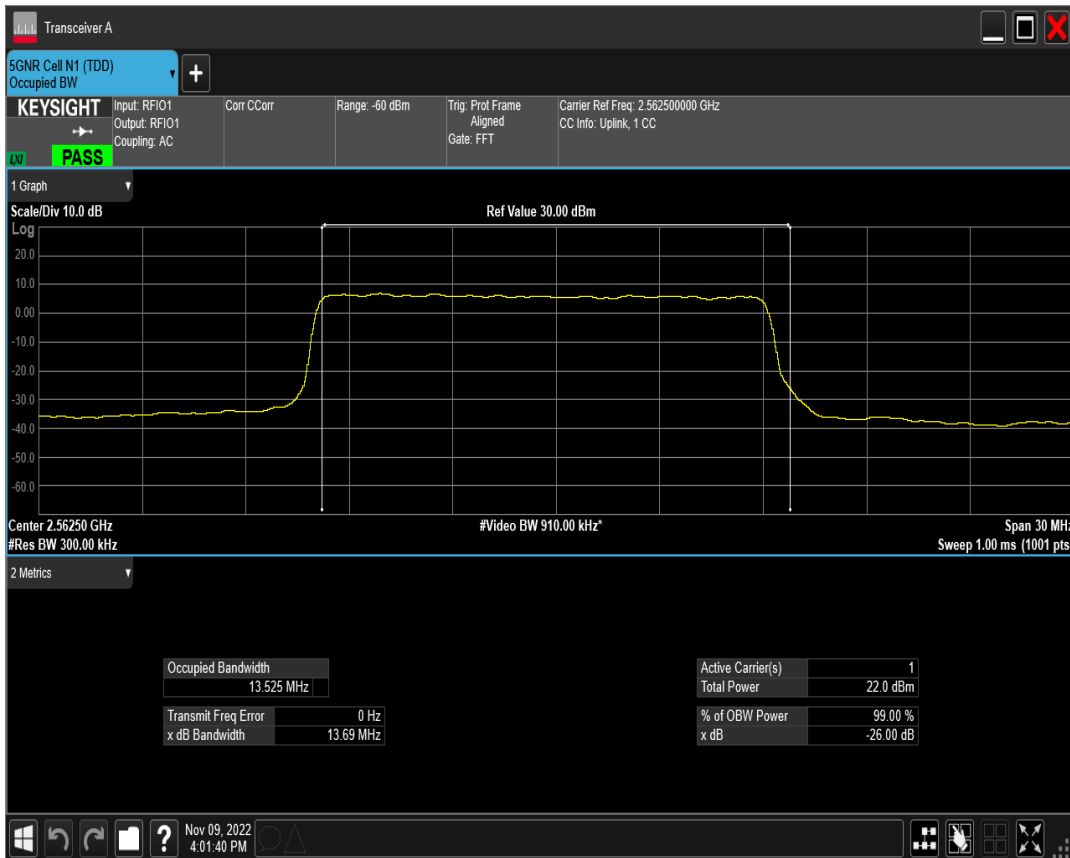 Transceiver A
5GNR Cell N1 (TDD)
Occupied BW
+
KEYSIGHT
LXI
PASS
Input: RFIO1
Output: RFIO1
Coupling: AC
Corr CCorr
Range: -60 dBm
Trig: Prot Frame
Aligned
Gate: FFT
Carrier Ref Freq: 2.562500000 GHz
CC Info: Uplink, 1 CC
1 Graph
Scale/Div 10.0 dB
Ref Value 30.00 dBm
Log
20.0
10.0
0.00
-10.0
-20.0
-30.0
-40.0
-50.0
-60.0
Center 2.56250 GHz
#Video BW 910.00 kHz*
Span 30 MHz
#Res BW 300.00 kHz
Sweep 1.00 ms (1001 pts
2 Metrics
Occupied Bandwidth
13.525 MHz
Transmit Freq Error 0 Hz
x dB Bandwidth 13.69 MHz
Active Carrier(s) 1
Total Power 22.0 dBm
% of OBW Power 99.00 %
x dB -26.00 dB
?
Nov 09, 2022
4:01:40 PM